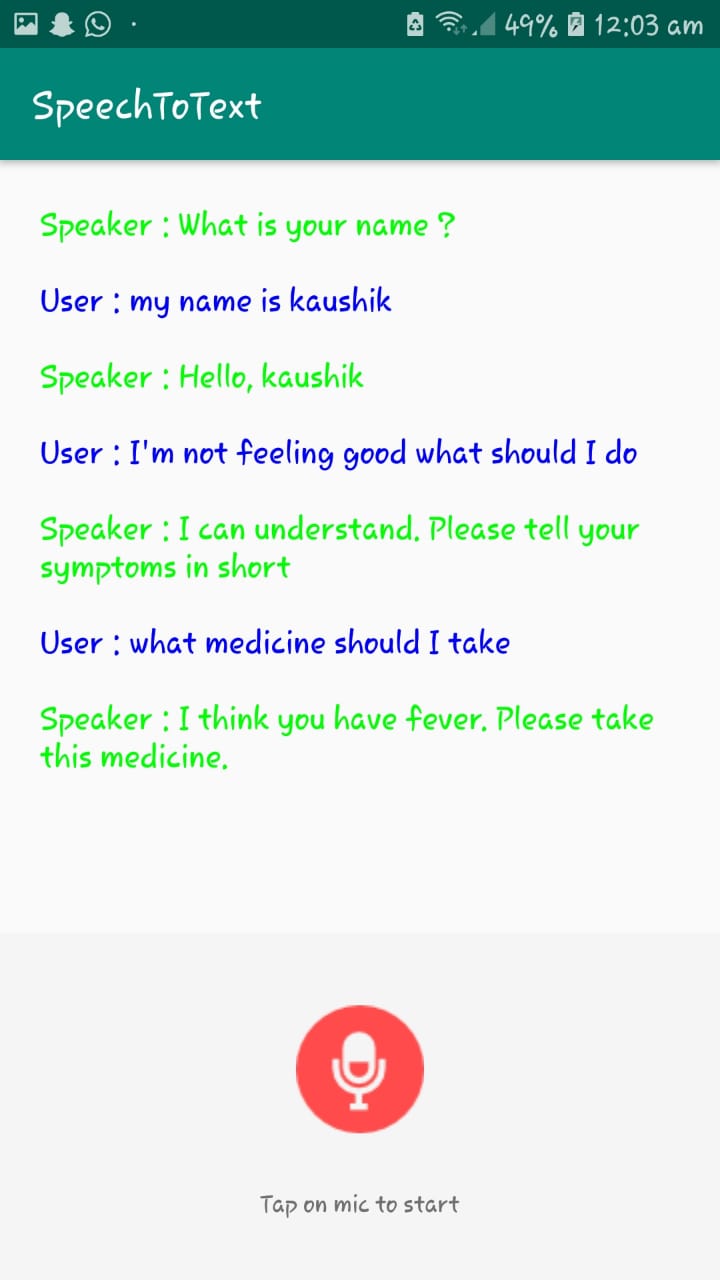 49% 12:03 am
SpeechToText
Speaker : What is your name ?
User : my name is kaushik
Speaker : Hello, kaushik
User : I'm not feeling good what should I do
Speaker : I can understand. Please tell your
symptoms in short
User : what medicine should I take
Speaker : I think you have fever. Please take
this medicine.
Tap on mic to start